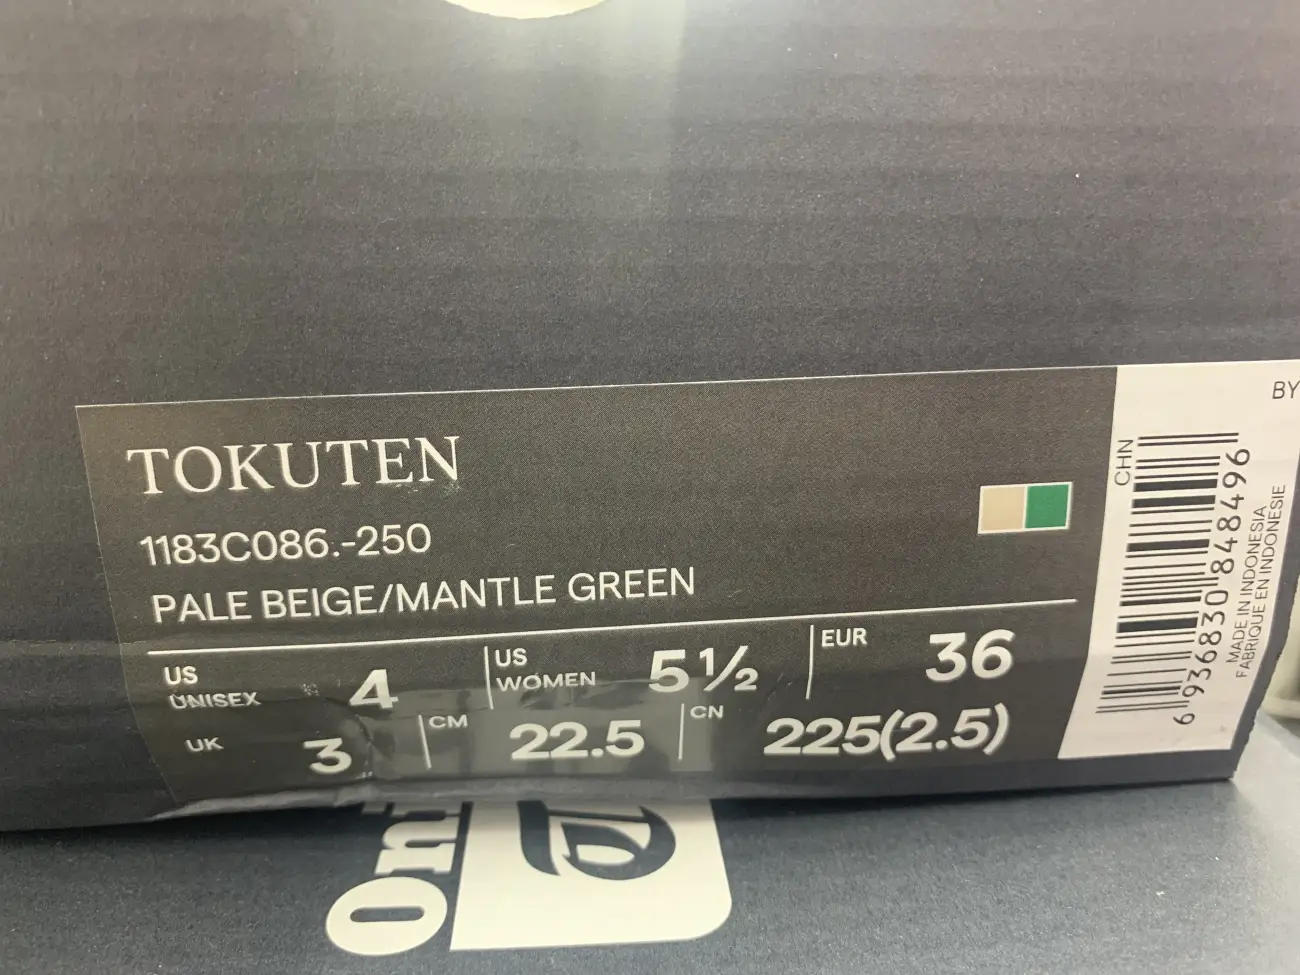 TOKUTEN
1183C086.-250
PALE BEIGE/MANTLE GREEN
US UNISEX 4
US WOMEN 5½
EUR 36
UK 3
CM 22.5
CN 225(2.5)
BY
CHN
6 936830 848496
MADE IN INDONESIA
FABRIQUE EN INDONESIE